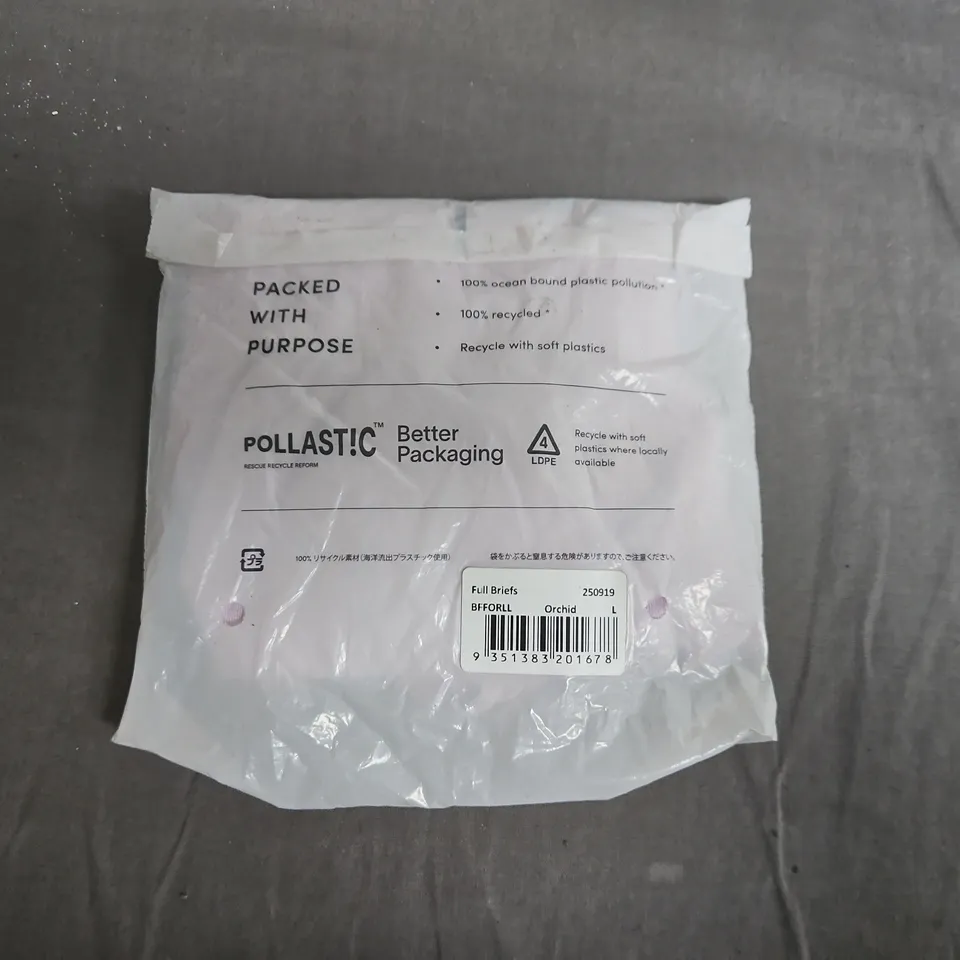 PACKED
WITH
PURPOSE
• 100% ocean bound plastic pollution *
• 100% recycled *
• Recycle with soft plastics
POLLAST!C™
RESCUE RECYCLE REFORM
Better
Packaging
4
LDPE
Recycle with soft
plastics where locally
available
プラ
100% リサイクル素材(海洋流出プラスチック使用)
袋をかぶると窒息する危険がありますので、ご注意ください。
Full Briefs 250919
BFFORLL Orchid L
9 351383 201678